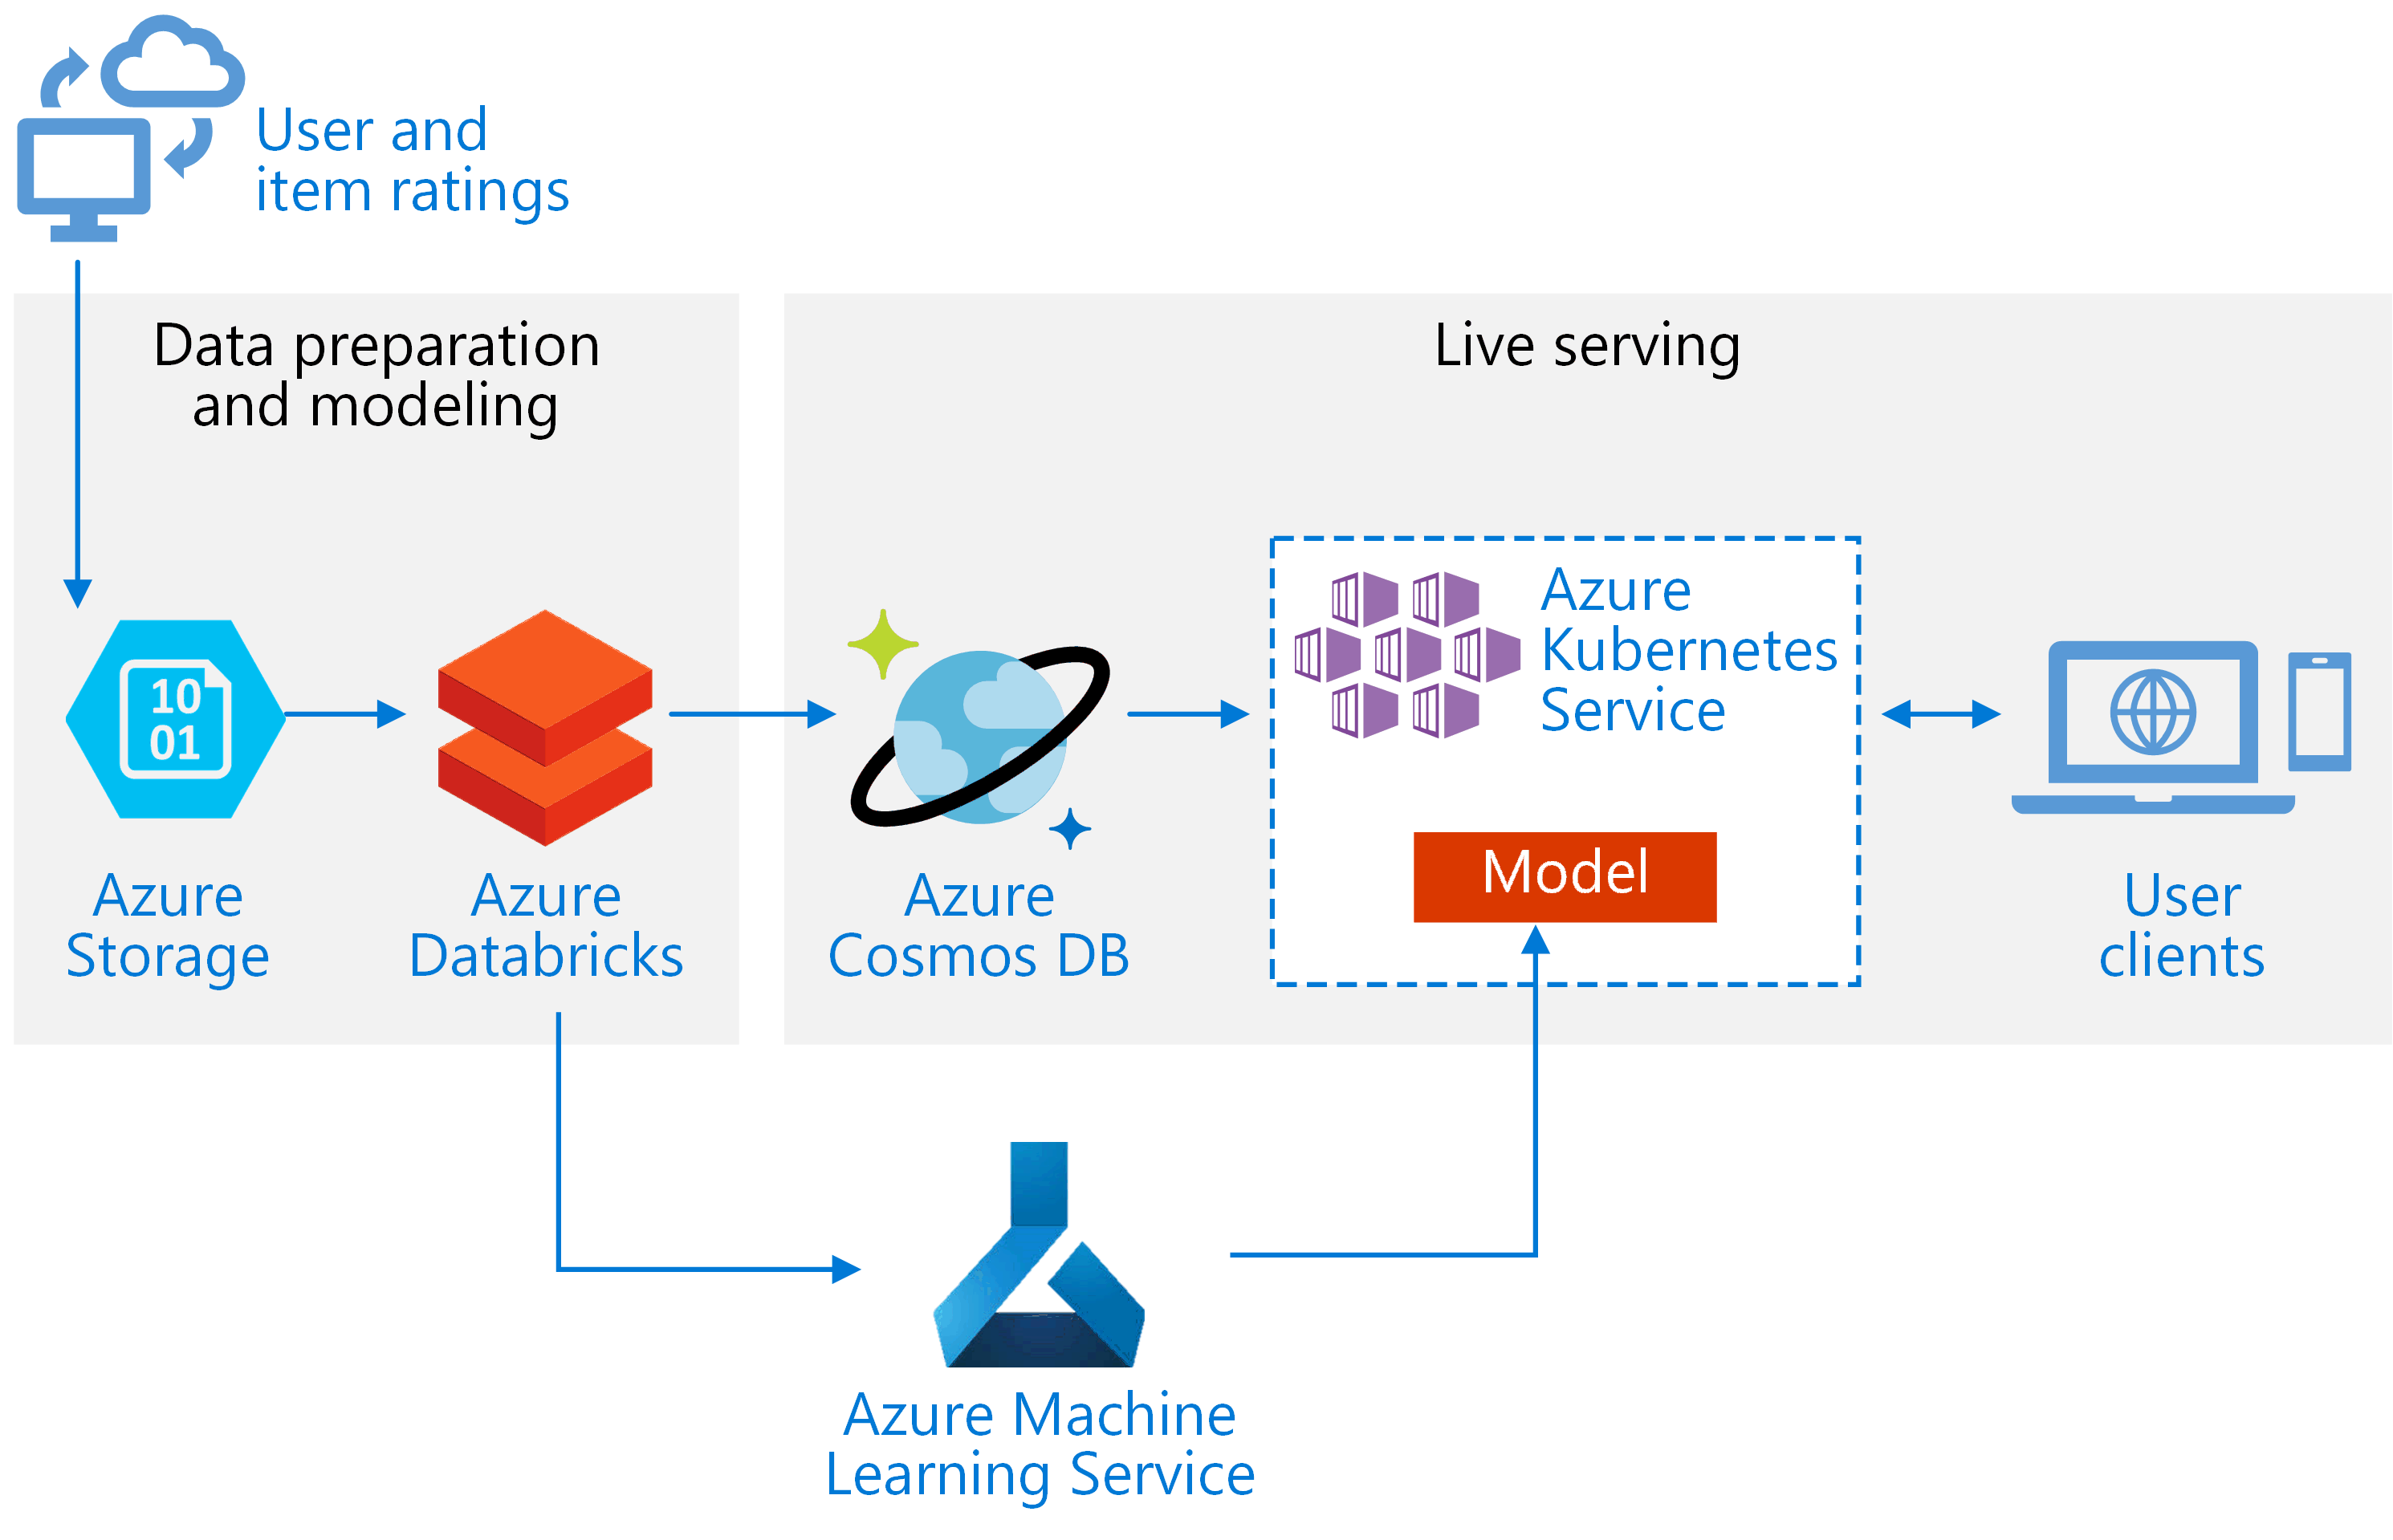 User and
item ratings
Data preparation
and modeling
Live serving
10
01
Azure
Storage
Azure
Databricks
Azure
Cosmos DB
Azure
Kubernetes
Service
Model
User
clients
Azure Machine
Learning Service